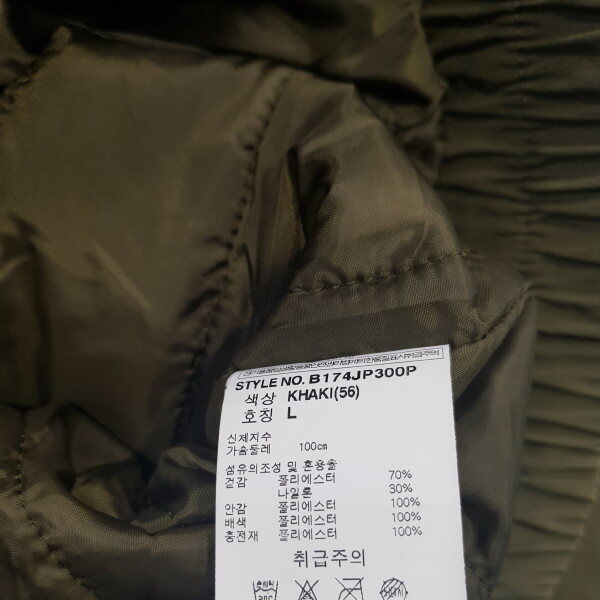 STYLE NO. B174JP300P
색상 KHAKI(56)
호칭 L
신체치수
가슴둘레 100cm
섬유의조성 및 혼용율
겉감 폴리에스터 70%
나일론 30%
안감 폴리에스터 100%
배색 폴리에스터 100%
충전재 폴리에스터 100%
취급주의